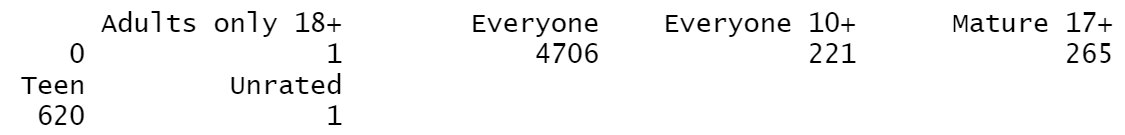 Adults only 18+ Everyone Everyone 10+ Mature 17+
0 1 4706 221 265
Teen Unrated
620 1